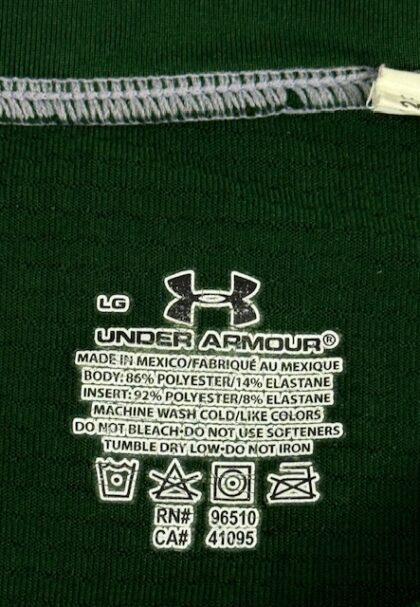 LG
UNDER ARMOUR®
MADE IN MEXICO/FABRIQUÉ AU MEXIQUE
BODY: 86% POLYESTER/14% ELASTANE
INSERT: 92% POLYESTER/8% ELASTANE
MACHINE WASH COLD/LIKE COLORS
DO NOT BLEACH•DO NOT USE SOFTENERS
TUMBLE DRY LOW•DO NOT IRON
RN# 96510
CA# 41095